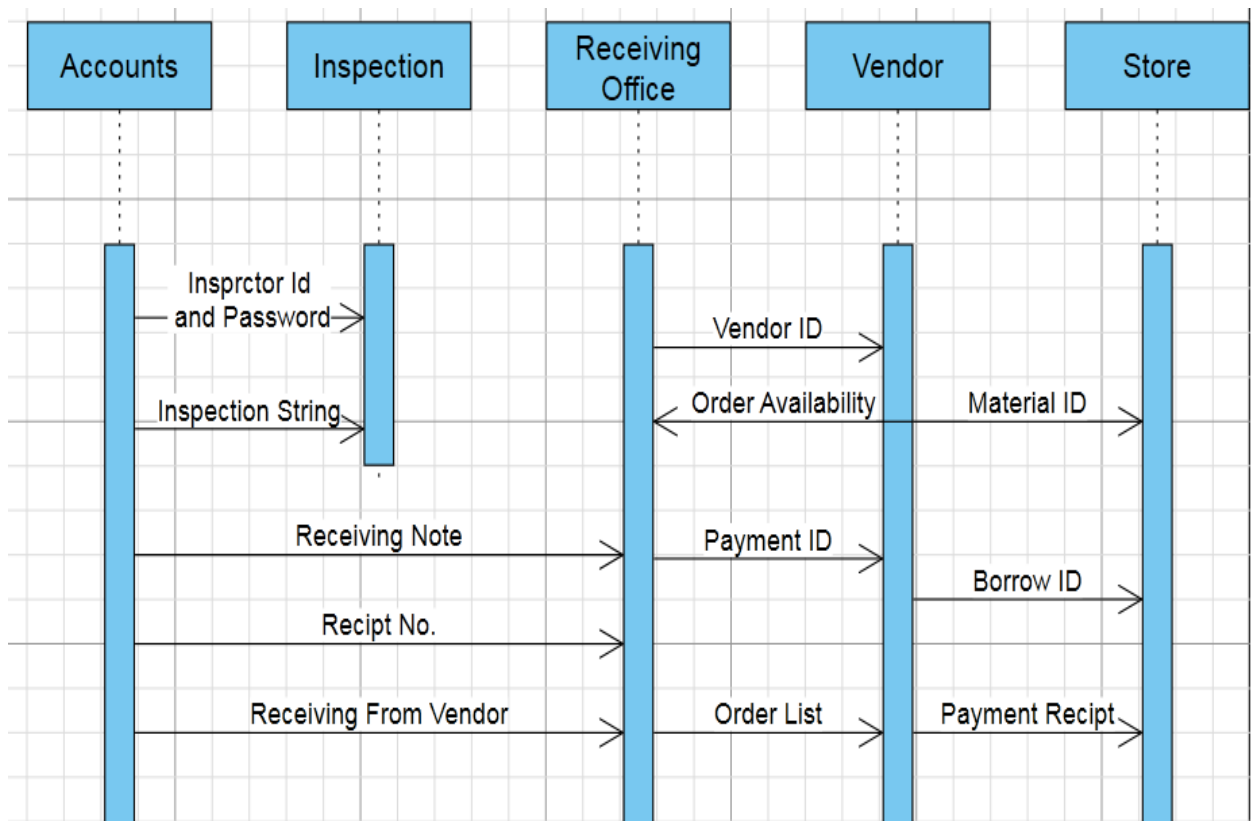 Accounts
Inspection
Receiving
Office
Vendor
Store
Insprctor Id
and Password
Vendor ID
Inspection String
Order Availability
Material ID
Receiving Note
Payment ID
Borrow ID
Recipt No.
Receiving From Vendor
Order List
Payment Recipt